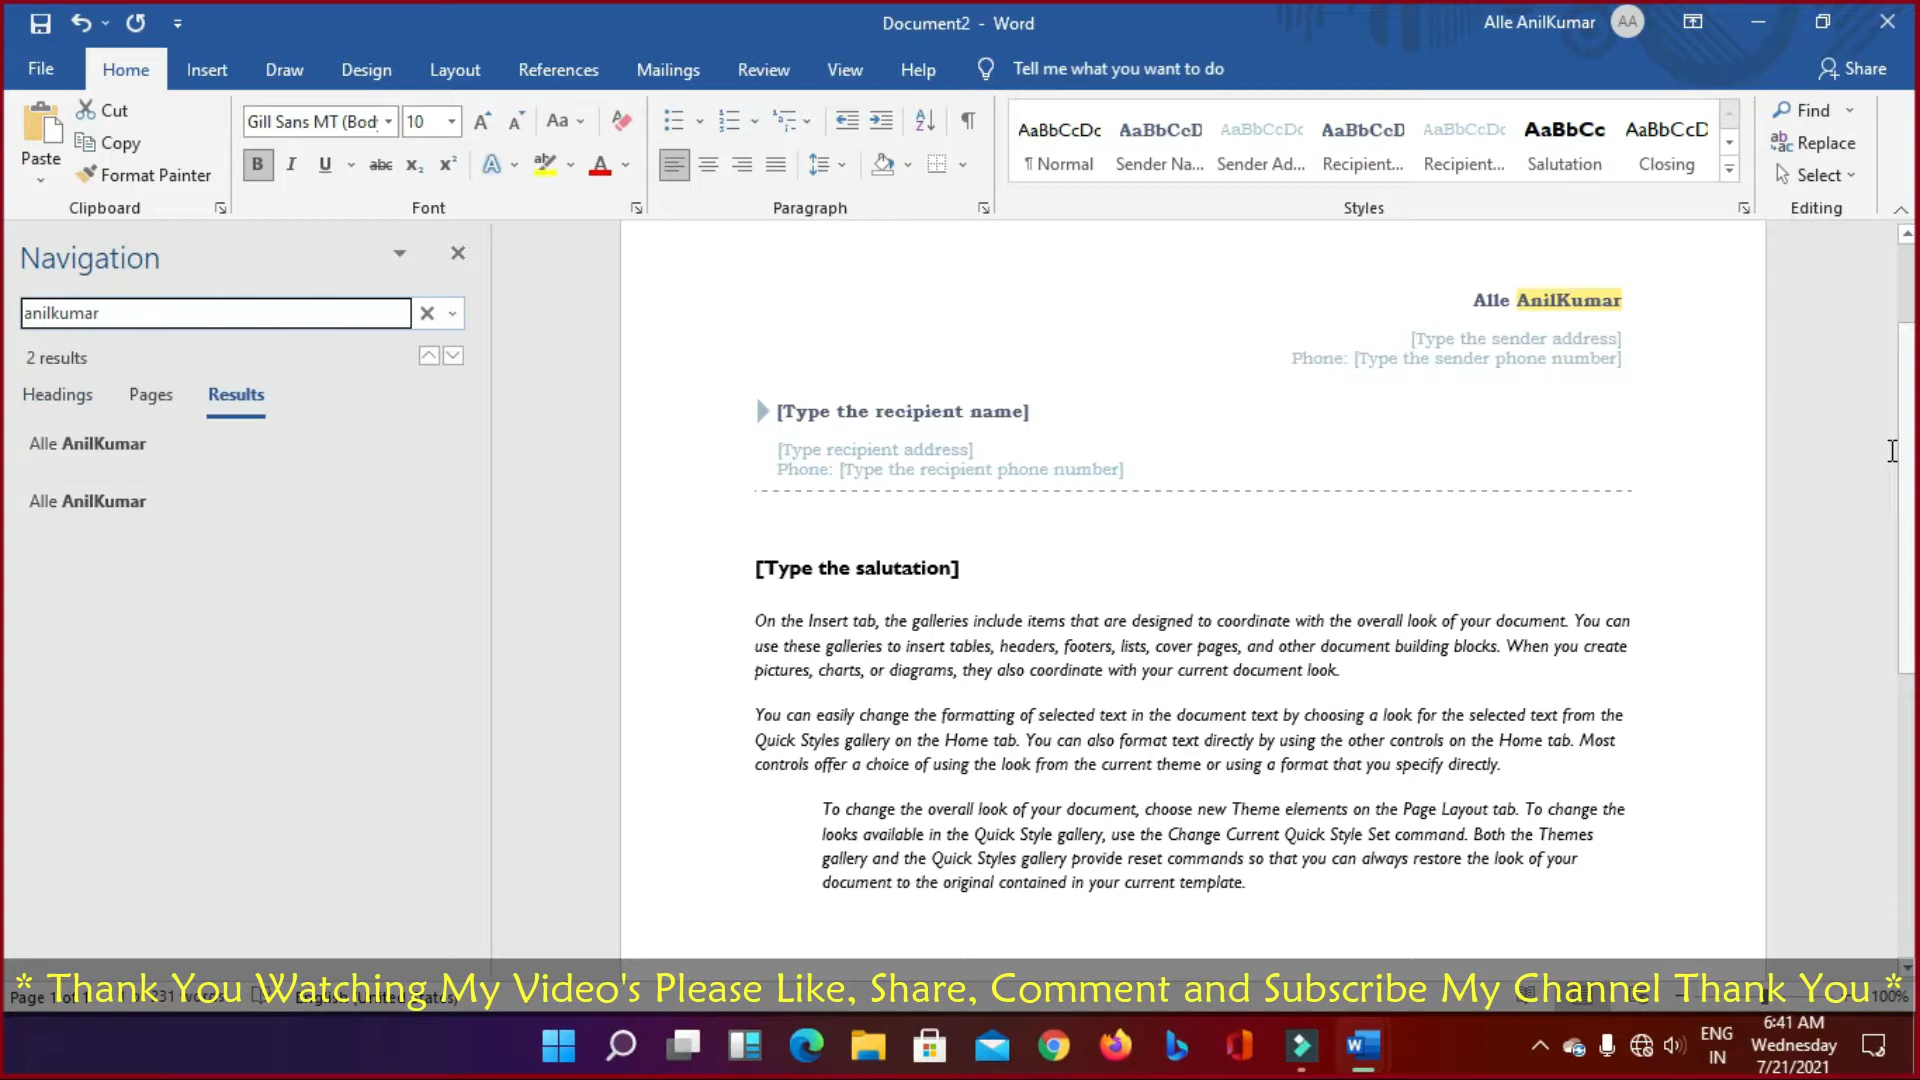 Document2 - Word
Alle AnilKumar AA
File Home Insert Draw Design Layout References Mailings Review View Help Tell me what you want to do Share
Paste
Cut
Copy
Format Painter
Clipboard
Gill Sans MT (Body 10
Font
Paragraph
AaBbCcDc AaBbCcD AaBbCcDc AaBbCcD AaBbCcDc AaBbCc AaBbCcD
¶ Normal Sender Na... Sender Ad... Recipient... Recipient... Salutation Closing
Styles
Find
Replace
Select
Editing
Navigation
anilkumar
2 results
Headings Pages Results
Alle AnilKumar
Alle AnilKumar
Alle AnilKumar
[Type the sender address]
Phone: [Type the sender phone number]
[Type the recipient name]
[Type recipient address]
Phone: [Type the recipient phone number]
[Type the salutation]
On the Insert tab, the galleries include items that are designed to coordinate with the overall look of your document. You can
use these galleries to insert tables, headers, footers, lists, cover pages, and other document building blocks. When you create
pictures, charts, or diagrams, they also coordinate with your current document look.
You can easily change the formatting of selected text in the document text by choosing a look for the selected text from the
Quick Styles gallery on the Home tab. You can also format text directly by using the other controls on the Home tab. Most
controls offer a choice of using the look from the current theme or using a format that you specify directly.
To change the overall look of your document, choose new Theme elements on the Page Layout tab. To change the
looks available in the Quick Style gallery, use the Change Current Quick Style Set command. Both the Themes
gallery and the Quick Styles gallery provide reset commands so that you can always restore the look of your
document to the original contained in your current template.
* Thank You Watching My Video's Please Like, Share, Comment and Subscribe My Channel Thank You *
Page 1 of 1 331 words English (United States) 100%
ENG
IN
6:41 AM
Wednesday
7/21/2021